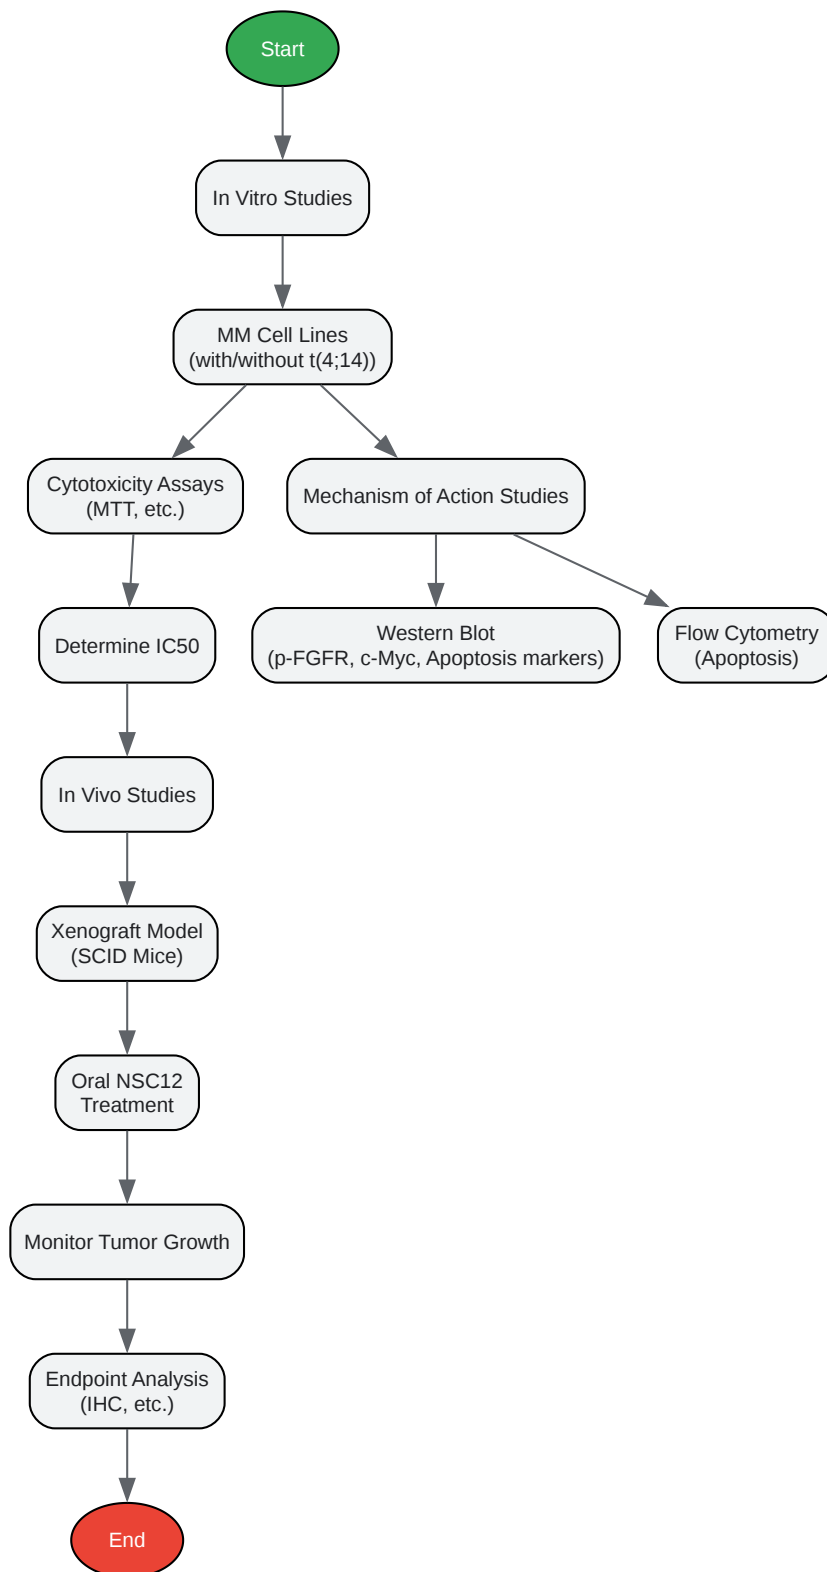 Start
In Vitro Studies
MM Cell Lines
(with/without t(4;14))
Cytotoxicity Assays
(MTT, etc.)
Mechanism of Action Studies
Determine IC50
Western Blot
(p-FGFR, c-Myc, Apoptosis markers)
Flow Cytometry
(Apoptosis)
In Vivo Studies
Xenograft Model
(SCID Mice)
Oral NSC12
Treatment
Monitor Tumor Growth
Endpoint Analysis
(IHC, etc.)
End